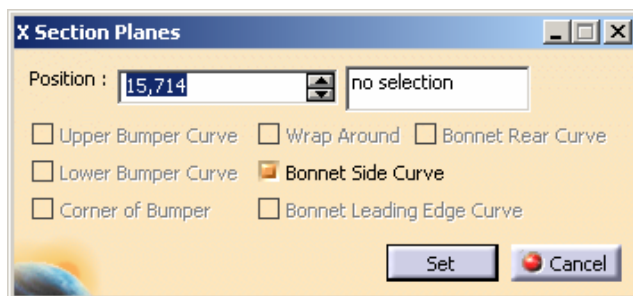 X Section Planes
Position : 15,714 no selection
Upper Bumper Curve Wrap Around Bonnet Rear Curve
Lower Bumper Curve Bonnet Side Curve
Corner of Bumper Bonnet Leading Edge Curve
Set Cancel